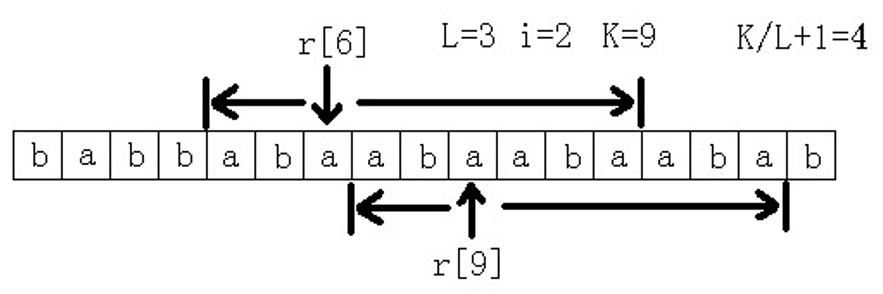 r[6] L=3 i=2 K=9 K/L+1=4
b a b b a b a a b a a b a a b a b
r[9]